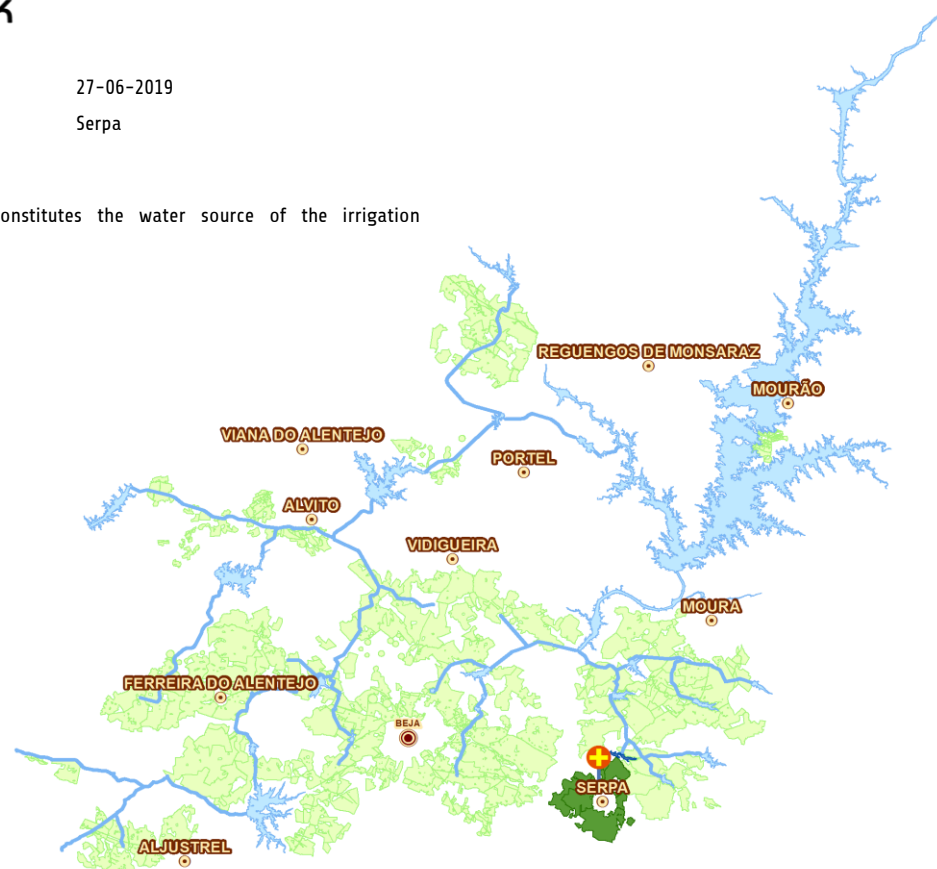 27-06-2019
Serpa
onstitutes the water source of the irrigation
REGUENGOS DE MONSARAZ
MOURÃO
VIANA DO ALENTEJO
PORTEL
ALVITO
VIDIGUEIRA
MOURA
FERREIRA DO ALENTEJO
BEJA
SERPA
ALJUSTREL